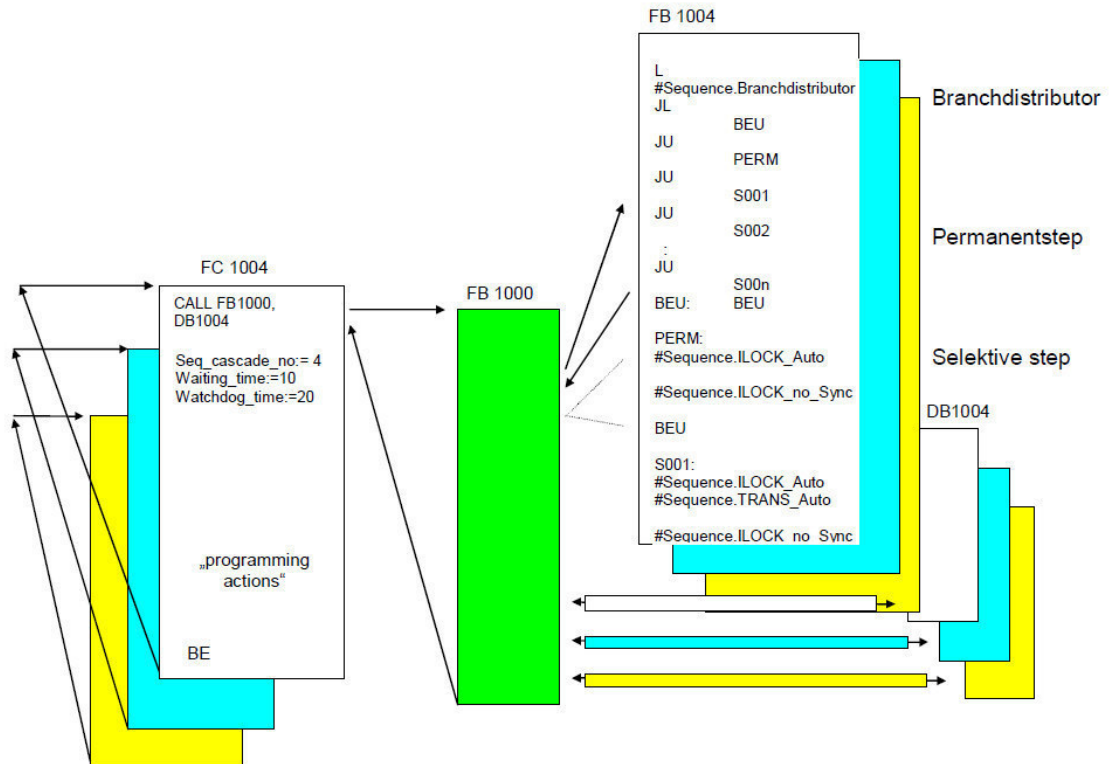 FB 1004
L
#Sequence.Branchdistributor
JL
BEU
JU
PERM
JU
S001
JU
S002
:
JU
S00n
BEU: BEU
PERM:
#Sequence.ILOCK_Auto
#Sequence.ILOCK_no_Sync
BEU
S001:
#Sequence.ILOCK_Auto
#Sequence.TRANS_Auto
#Sequence.ILOCK_no_Sync
Branchdistributor
Permanentstep
Selektive step
FC 1004
CALL FB1000,
DB1004
Seq_cascade_no:= 4
Waiting_time:=10
Watchdog_time:=20
„programming
actions“
BE
FB 1000
DB1004